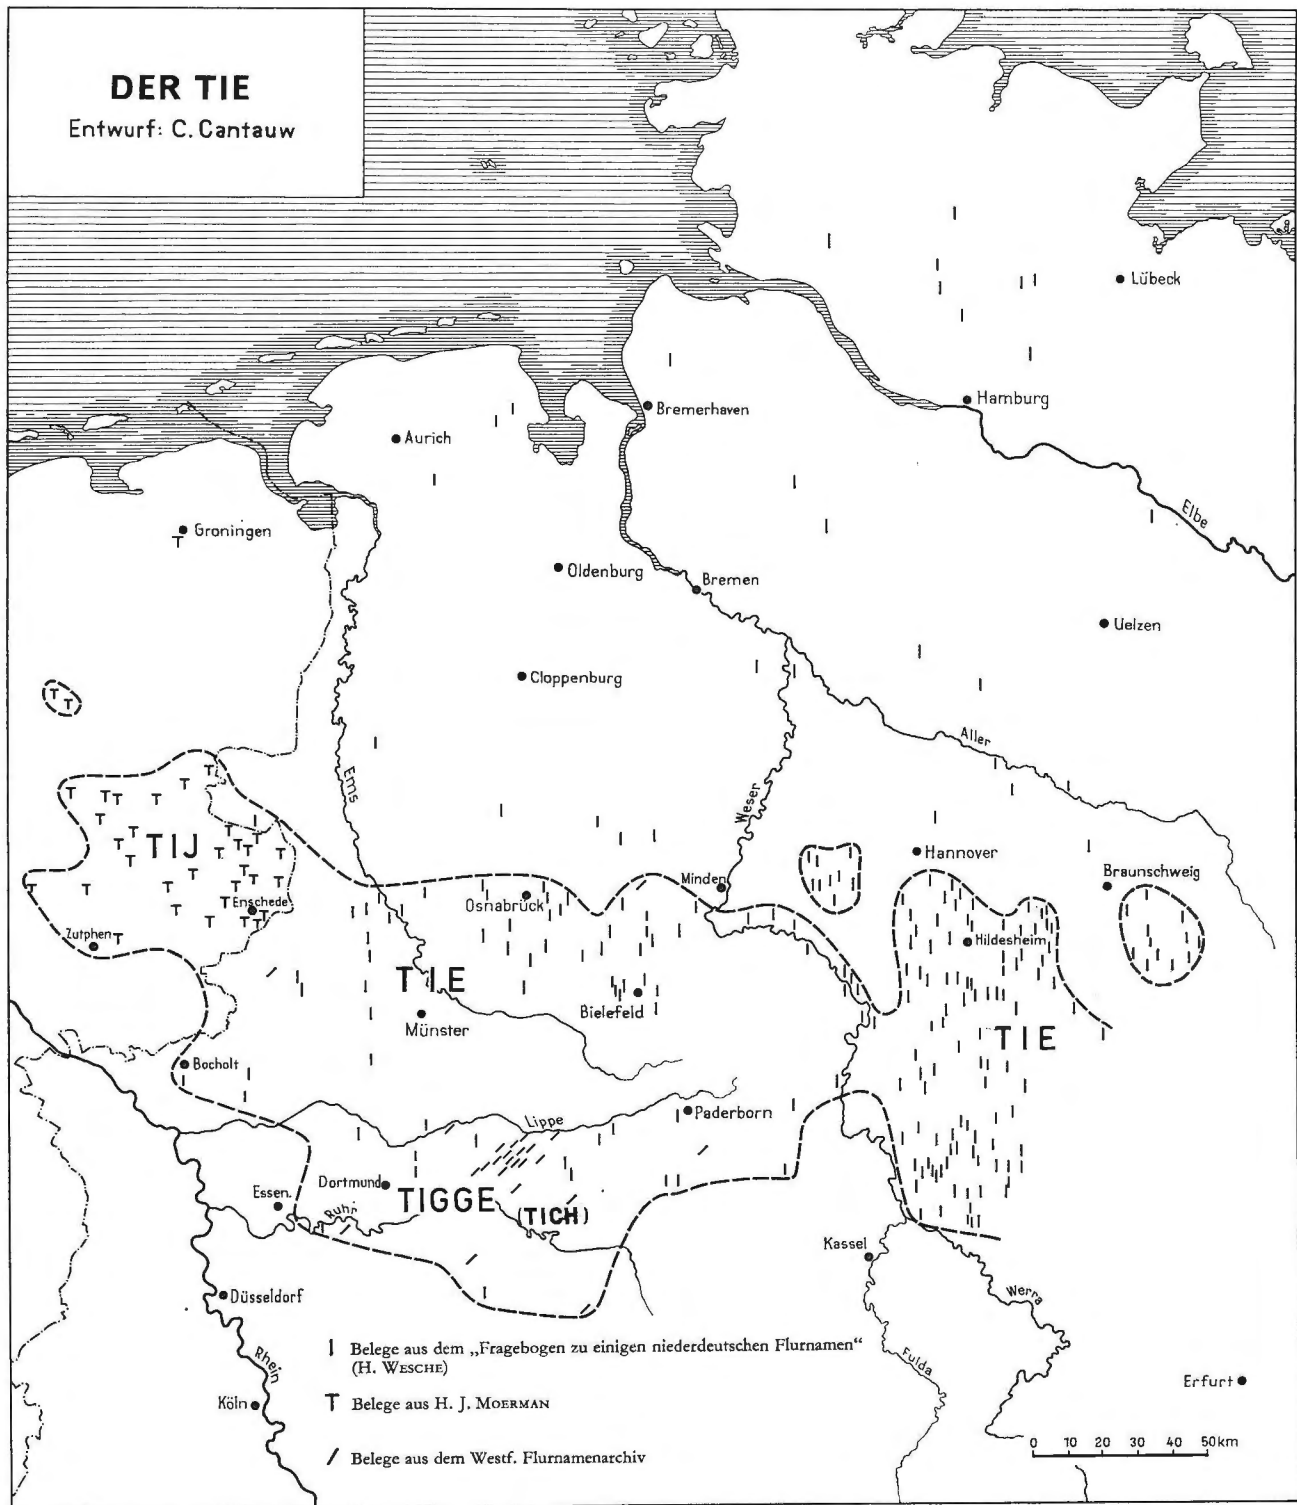 DER TIE
Entwurf: C. Cantauw
Lübeck
Hamburg
Bremerhaven
Aurich
Elbe
Groningen
Oldenburg
Bremen
Uelzen
Cloppenburg
Aller
Ems
Weser
TIJ
Hannover
Minden
Braunschweig
Osnabrück
Enschede
Zutphen
Hildesheim
TIE
Bielefeld
Münster
TIE
Bocholt
Lippe
Paderborn
Dortmund
Essen.
TIGGE
(TICH)
Ruhr
Kassel
Düsseldorf
Werra
Rhein
Fulda
Köln
Erfurt
Belege aus dem „Fragebogen zu einigen niederdeutschen Flurnamen“
(H. WESCHE)
T Belege aus H. J. MOERMAN
Belege aus dem Westf. Flurnamenarchiv
0 10 20 30 40 50km